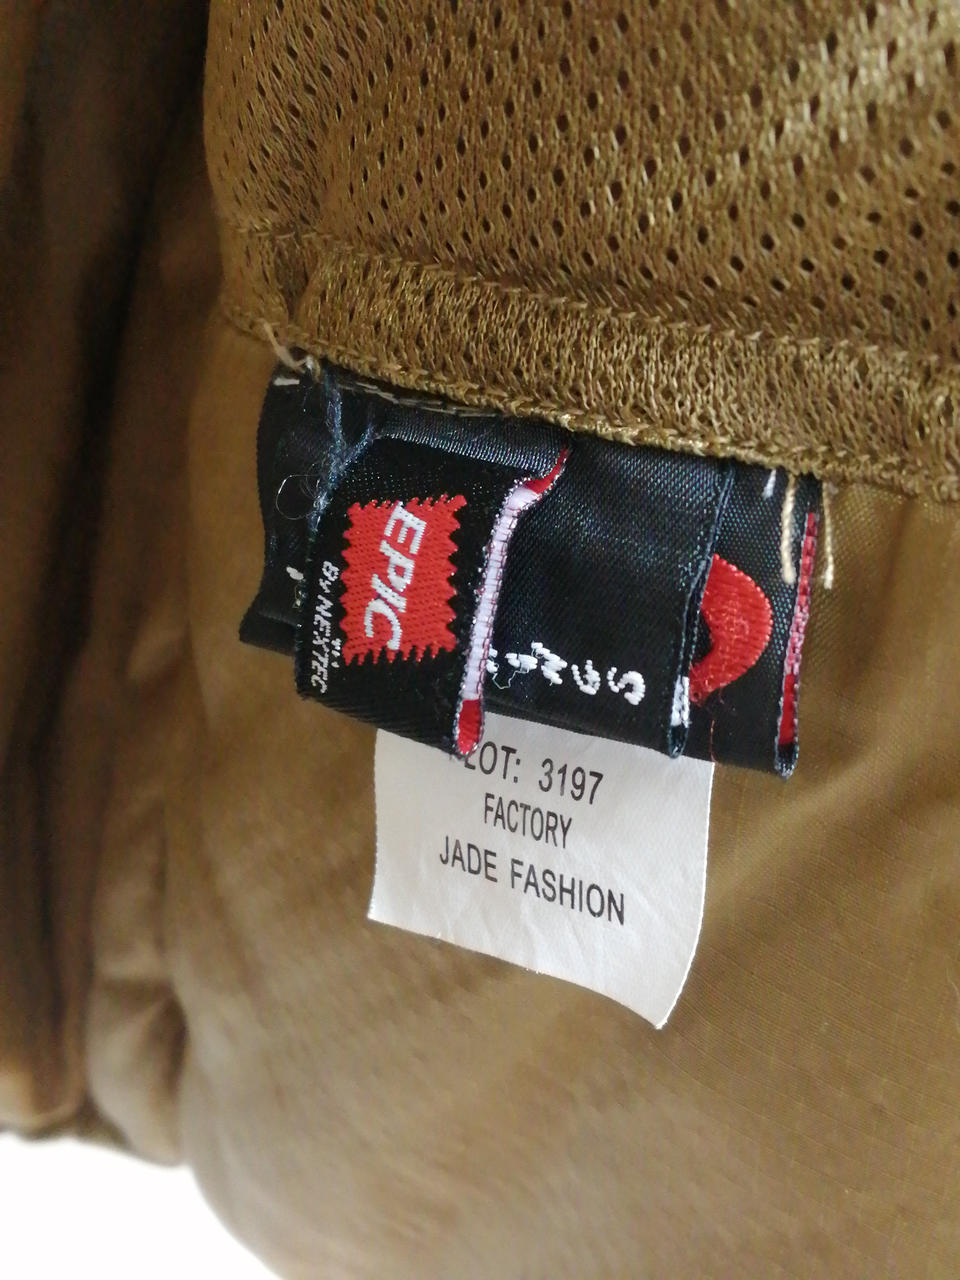 EPIC
By NEXTEC
LOT: 3197
FACTORY
JADE FASHION